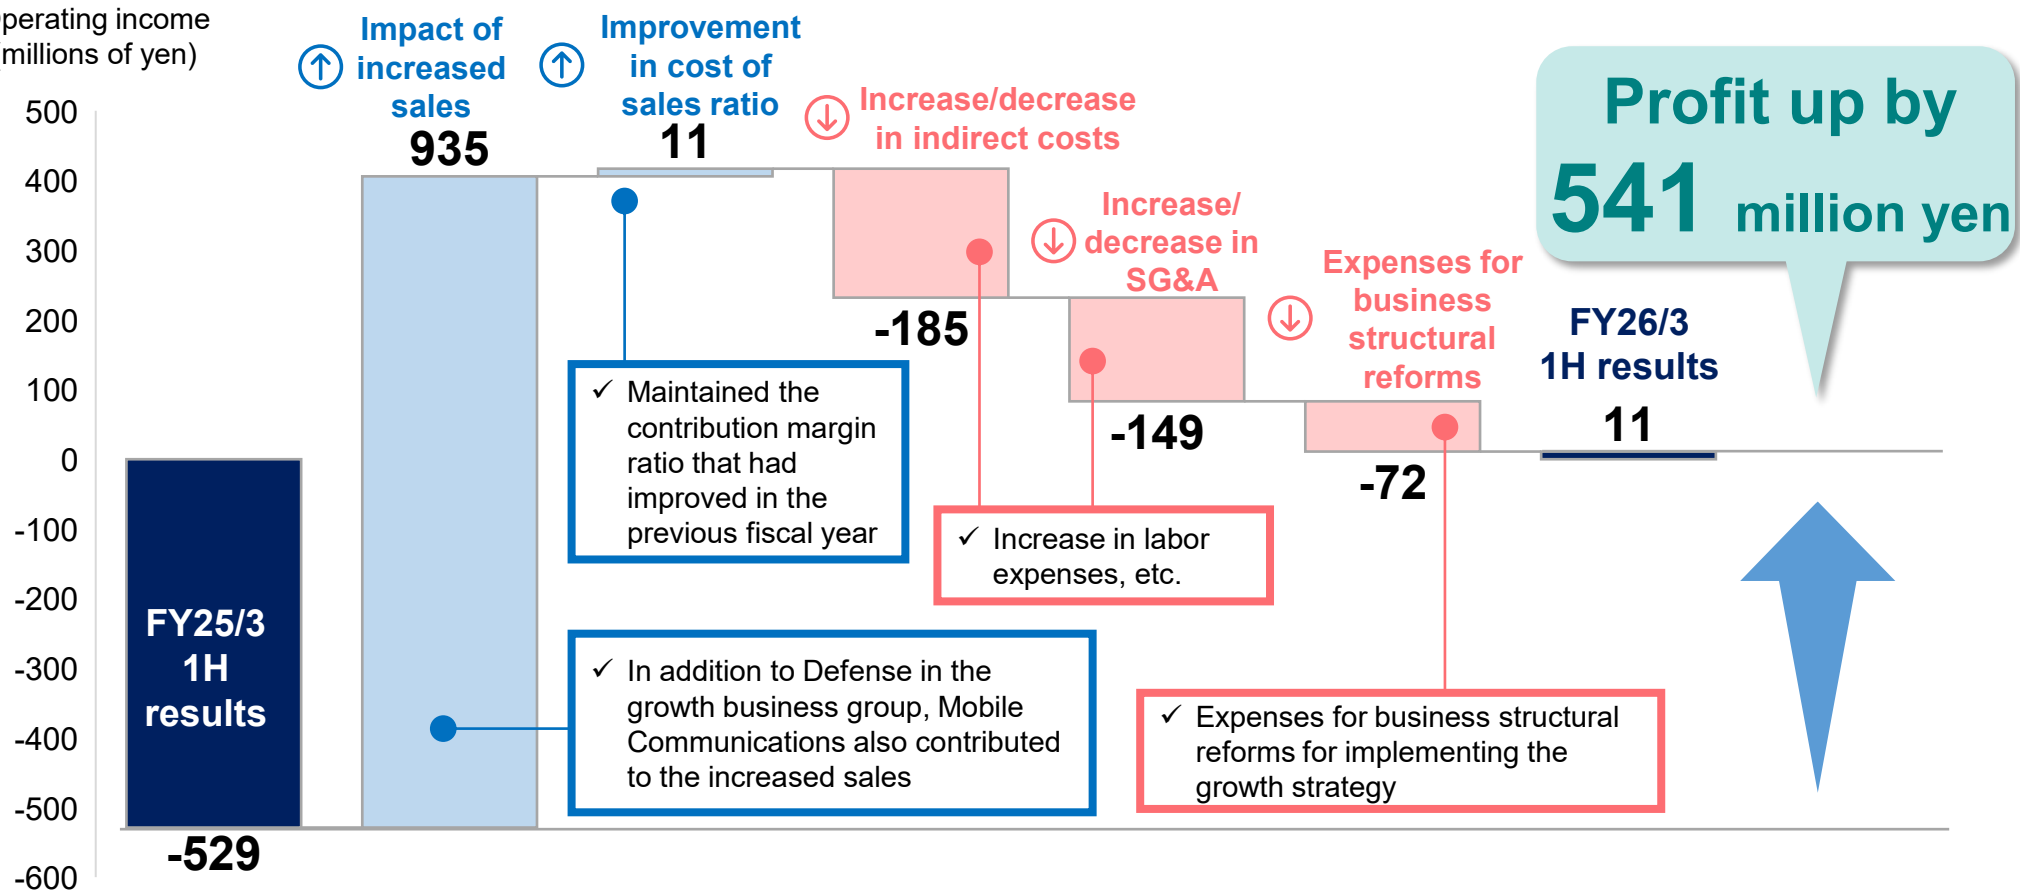 perating income
millions of yen)
Impact of
increased
sales
935
Improvement
in cost of
sales ratio
11
Increase/decrease
in indirect costs
-185
Increase/
decrease in
SG&A
-149
Expenses for
business
structural
reforms
-72
FY26/3
1H results
11
Profit up by
541 million yen
500
400
300
200
100
0
-100
-200
-300
-400
-500
-600
FY25/3
1H
results
-529
✓ Maintained the
contribution margin
ratio that had
improved in the
previous fiscal year
✓ Increase in labor
expenses, etc.
✓ In addition to Defense in the
growth business group, Mobile
Communications also contributed
to the increased sales
✓ Expenses for business structural
reforms for implementing the
growth strategy